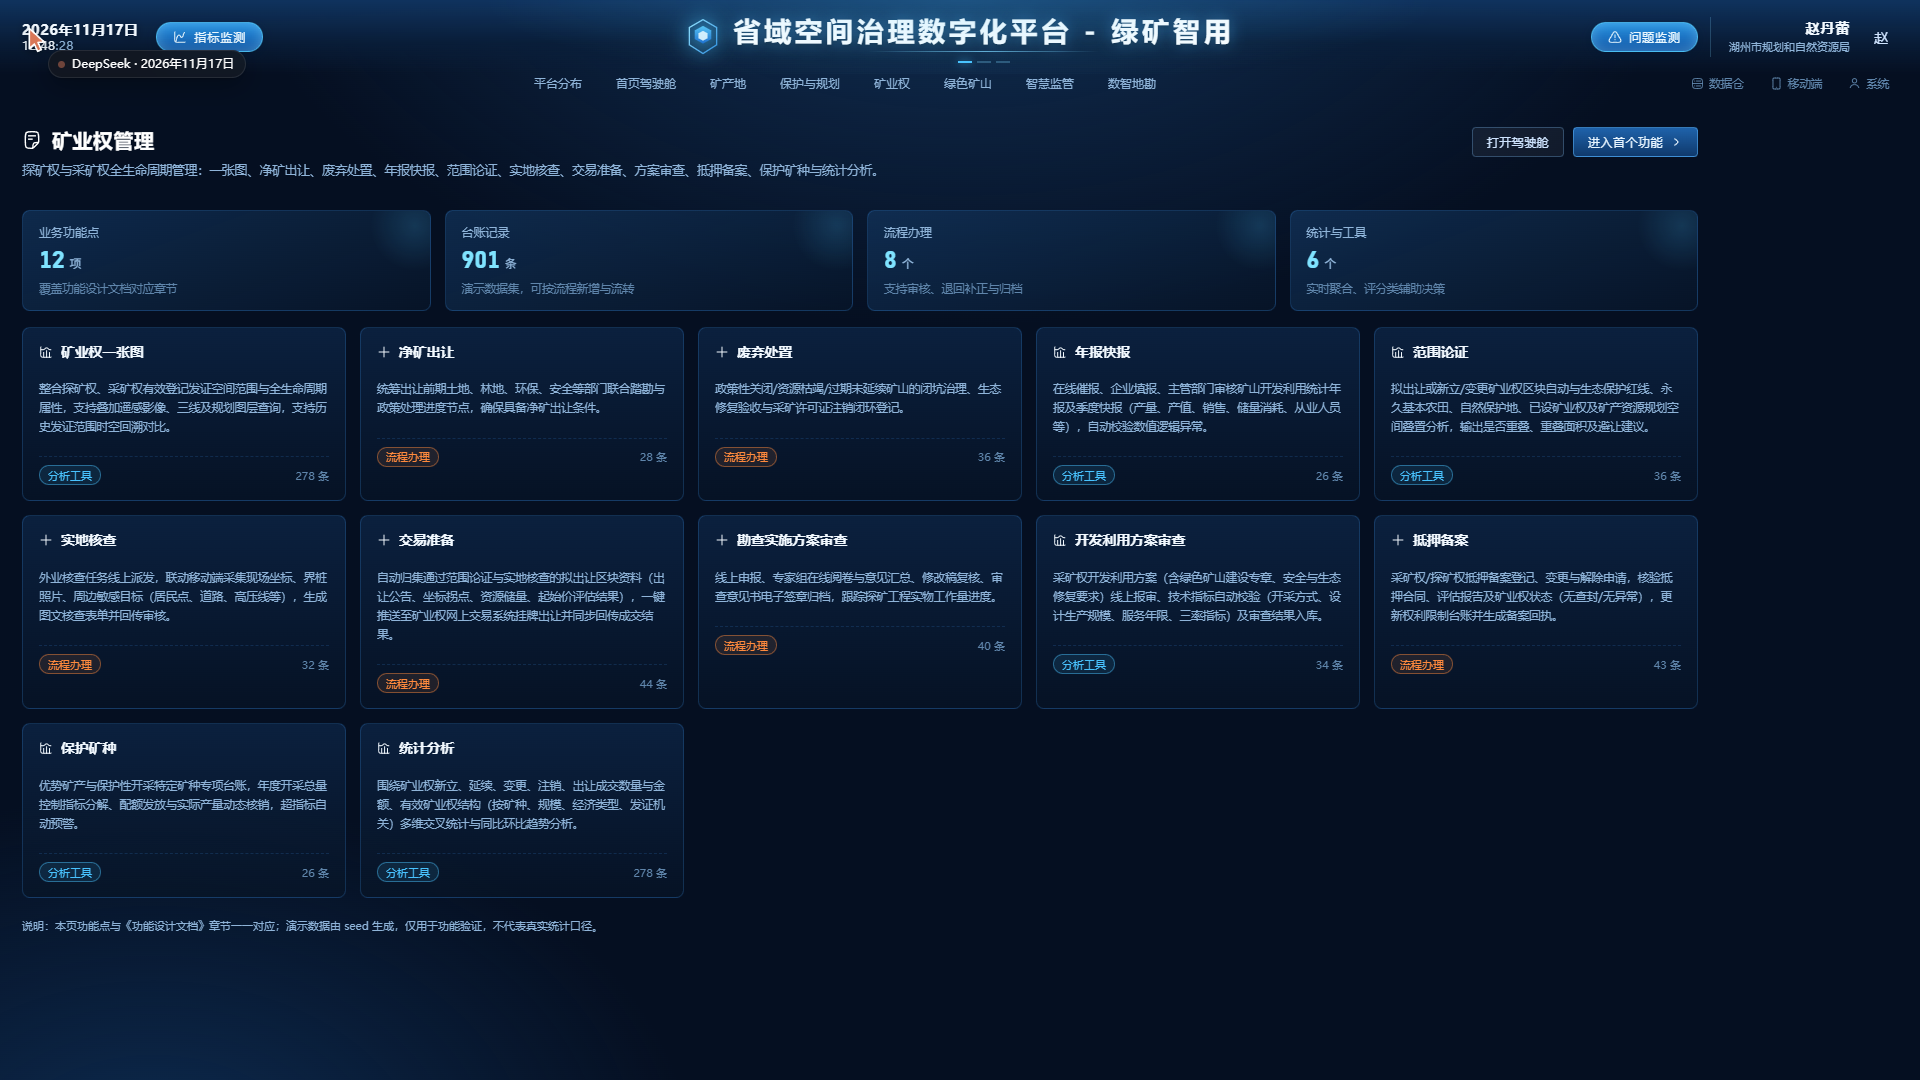 2026年11月17日
指标监测
DeepSeek · 2026年11月17日
省域空间治理数字化平台 - 绿矿智用
问题监测
赵丹蕾
湖州市规划和自然资源局
赵
平台分布 首页驾驶舱 矿产地 保护与规划 矿业权 绿色矿山 智慧监管 数智地勘
数据仓 移动端 系统
矿业权管理
探矿权与采矿权全生命周期管理：一张图、净矿出让、废弃处置、年报快报、范围论证、实地核查、交易准备、方案审查、抵押备案、保护矿种与统计分析。
打开驾驶舱
进入首个功能
业务功能点
12 项
覆盖功能设计文档对应章节
台账记录
901 条
演示数据集，可按流程新增与流转
流程办理
8 个
支持审核、退回补正与归档
统计与工具
6 个
实时聚合、评分类辅助决策
矿业权一张图
整合探矿权、采矿权有效登记发证空间范围与全生命周期
属性，支持叠加遥感影像、三线及规划图层查询，支持历
史发证范围时空回溯对比。
分析工具 278 条
净矿出让
统筹出让前期土地、林地、环保、安全等部门联合踏勘与
政策处理进度节点，确保具备净矿出让条件。
流程办理 28 条
废弃处置
政策性关闭/资源枯竭/过期未延续矿山的闭坑治理、生态
修复验收与采矿许可证注销闭环登记。
流程办理 36 条
年报快报
在线催报、企业填报、主管部门审核矿山开发利用统计年
报及季度快报（产量、产值、销售、储量消耗、从业人员
等），自动校验数值逻辑异常。
分析工具 26 条
范围论证
拟出让或新立/变更矿业权区块自动与生态保护红线、永
久基本农田、自然保护地、已设矿业权及矿产资源规划空
间叠置分析，输出是否重叠、重叠面积及避让建议。
分析工具 36 条
实地核查
外业核查任务线上派发，联动移动端采集现场坐标、界桩
照片、周边敏感目标（居民点、道路、高压线等），生成
图文核查表单并回传审核。
流程办理 32 条
交易准备
自动归集通过范围论证与实地核查的拟出让区块资料（出
让公告、坐标拐点、资源储量、起始价评估结果），一键
推送至矿业权网上交易系统挂牌出让并同步回传成交结
果。
流程办理 44 条
勘查实施方案审查
线上申报、专家组在线阅卷与意见汇总、修改稿复核、审
查意见书电子签章归档，跟踪探矿工程实物工作量进度。
流程办理 40 条
开发利用方案审查
采矿权开发利用方案（含绿色矿山建设专章、安全与生态
修复要求）线上报审、技术指标自动校验（开采方式、设
计生产规模、服务年限、三率指标）及审查结果入库。
分析工具 34 条
抵押备案
采矿权/探矿权抵押备案登记、变更与解除申请，核验抵
押合同、评估报告及矿业权状态（无查封/无异常），更
新权利限制台账并生成备案回执。
流程办理 43 条
保护矿种
优势矿产与保护性开采特定矿种专项台账，年度开采总量
控制指标分解、配额发放与实际产量动态核销，超指标自
动预警。
分析工具 26 条
统计分析
围绕矿业权新立、延续、变更、注销、出让成交数量与金
额、有效矿业权结构（按矿种、规模、经济类型、发证机
关）多维交叉统计与同比环比趋势分析。
分析工具 278 条
说明：本页功能点与《功能设计文档》章节一一对应；演示数据由 seed 生成，仅用于功能验证，不代表真实统计口径。